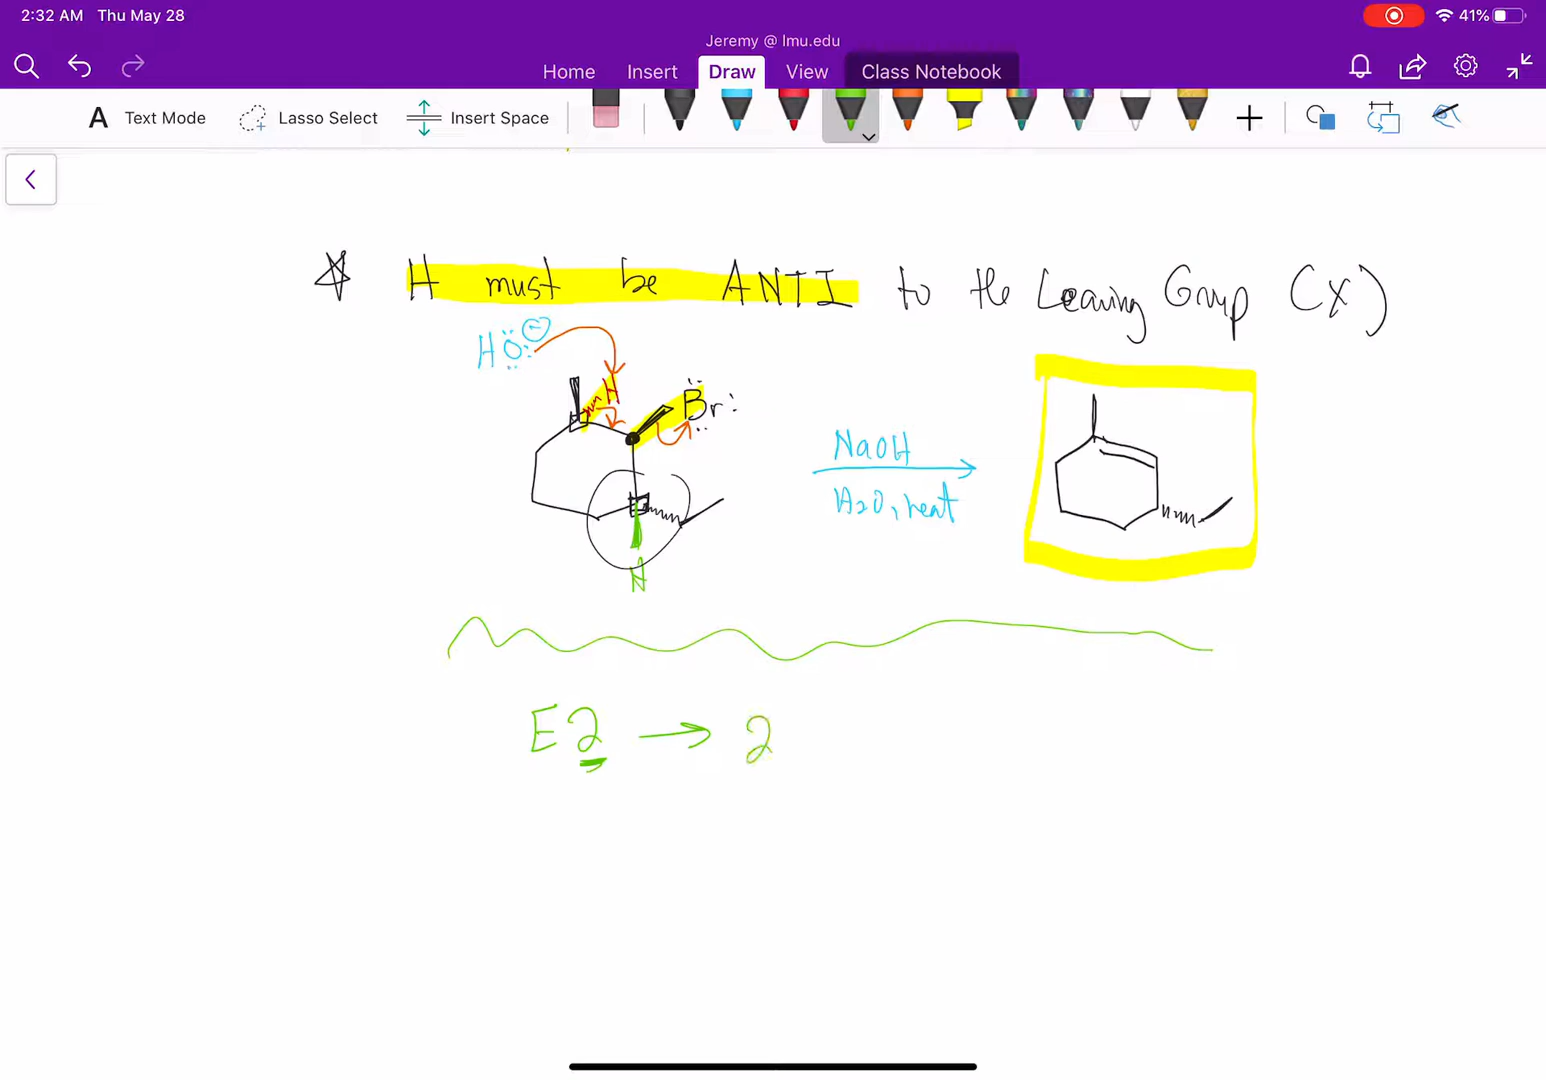 2:32 AM Thu May 28
41%
Jeremy @ lmu.edu
Home Insert Draw View Class Notebook
A Text Mode Lasso Select Insert Space
H must be ANTI to the Leaving Group (X)
HO:
H
Br:
NaOH
H2O, heat
H
E2 → 2